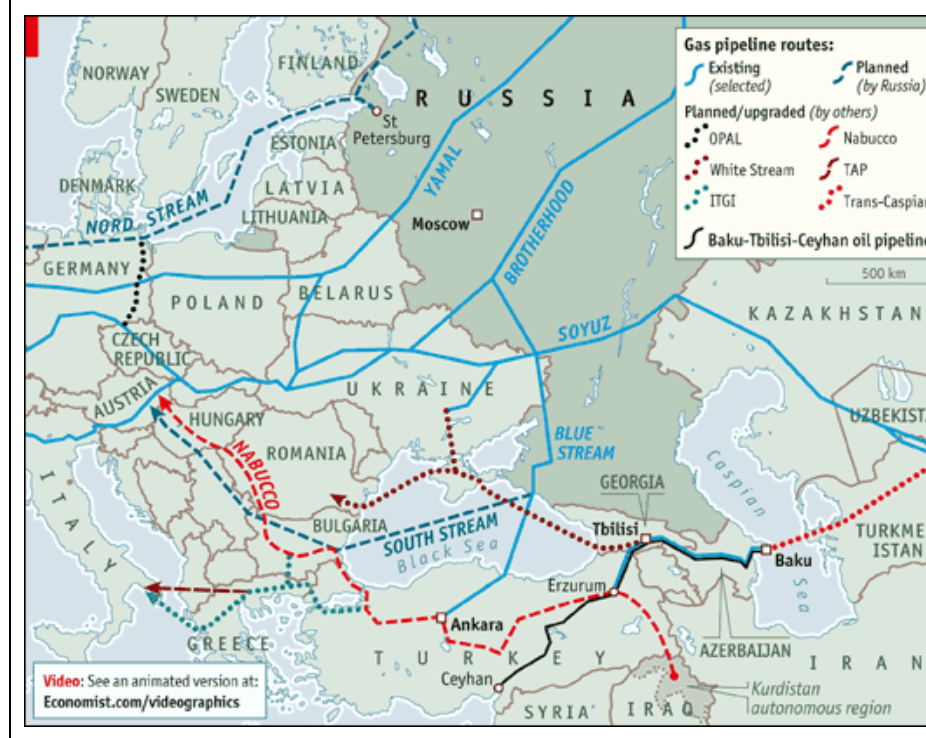 NORWAY
SWEDEN
FINLAND
RUSSIA
St
Petersburg
ESTONIA
LATVIA
LITHUANIA
DENMARK
NORD STREAM
YAMAL
Moscow
BROTHERHOOD
GERMANY
POLAND
BELARUS
Gas pipeline routes:
Existing
(selected)
Planned
(by Russia)
Planned/upgraded (by others)
OPAL
Nabucco
White Stream
TAP
ITGI
Trans-Caspian
Baku-Tbilisi-Ceyhan oil pipeline
500 km
KAZAKHSTAN
SOYUZ
CZECH
REPUBLIC
UKRAINE
AUSTRIA
HUNGARY
NABUCCO
ROMANIA
UZBEKIST
BLUE
STREAM
Caspian
Sea
ITALY
GEORGIA
BULGARIA
SOUTH STREAM
Black Sea
Tbilisi
Baku
TURKME
ISTAN
Erzurum
Ankara
GREECE
TURKEY
AZERBAIJAN
IRAN
Ceyhan
SYRIA
IRAQ
Kurdistan
autonomous region
Video: See an animated version at:
Economist.com/videographics